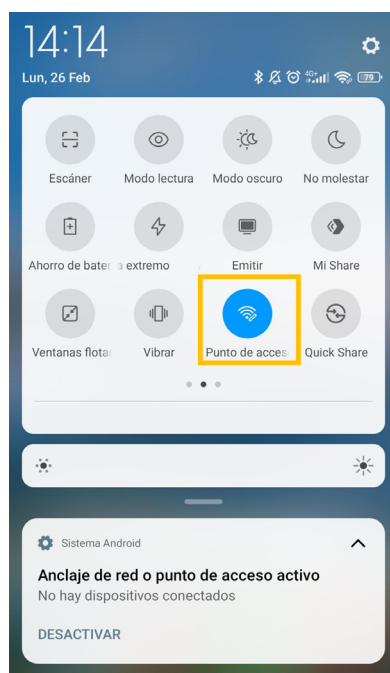 14:14
Lun, 26 Feb
4G+
79
Escáner
Modo lectura
Modo oscuro
No molestar
Ahorro de bater
a extremo
Emitir
Mi Share
Ventanas flota
Vibrar
Punto de acces
Quick Share
Sistema Android
Anclaje de red o punto de acceso activo
No hay dispositivos conectados
DESACTIVAR